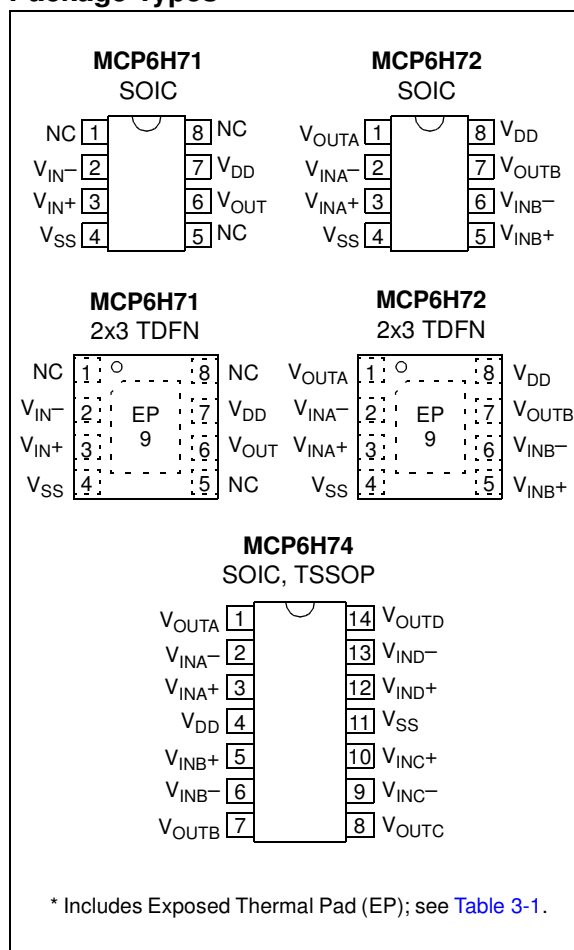 MCP6H71
SOIC
NC 1 8 NC
VIN– 2 7 VDD
VIN+ 3 6 VOUT
VSS 4 5 NC
MCP6H72
SOIC
VOUTA 1 8 VDD
VINA– 2 7 VOUTB
VINA+ 3 6 VINB–
VSS 4 5 VINB+
MCP6H71
2x3 TDFN
NC 1 8 NC
VIN– 2 EP 7 VDD
VIN+ 3 9 6 VOUT
VSS 4 5 NC
MCP6H72
2x3 TDFN
VOUTA 1 8 VDD
VINA– 2 EP 7 VOUTB
VINA+ 3 9 6 VINB–
VSS 4 5 VINB+
MCP6H74
SOIC, TSSOP
VOUTA 1 14 VOUTD
VINA– 2 13 VIND–
VINA+ 3 12 VIND+
VDD 4 11 VSS
VINB+ 5 10 VINC+
VINB– 6 9 VINC–
VOUTB 7 8 VOUTC
* Includes Exposed Thermal Pad (EP); see Table 3-1.